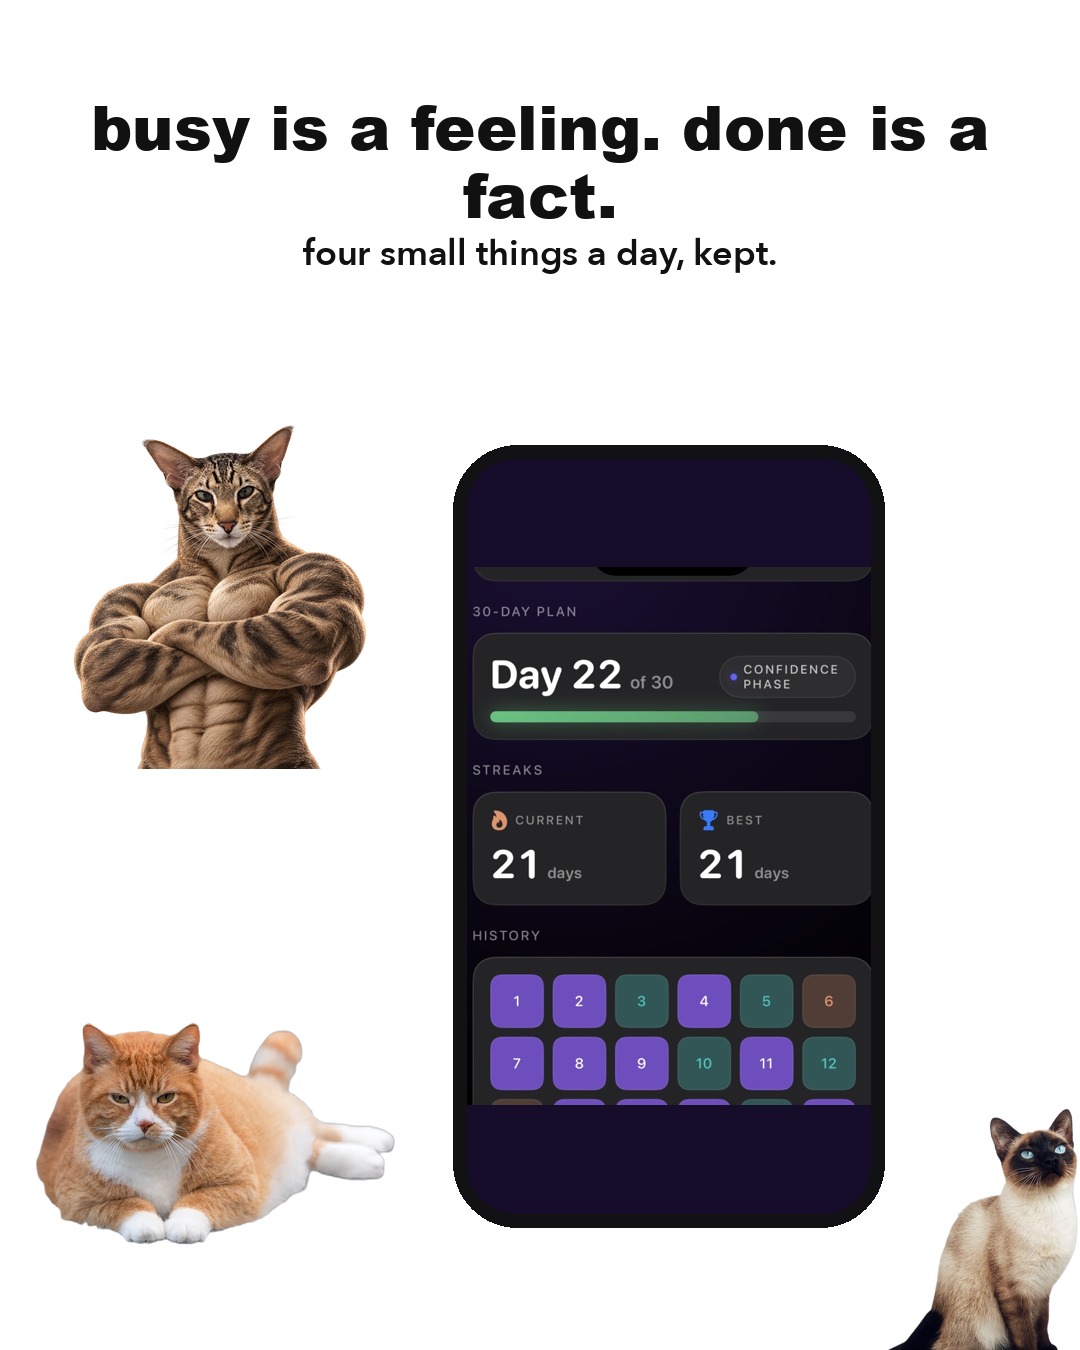 busy is a feeling. done is a
fact.
four small things a day, kept.
30-DAY PLAN
Day 22 of 30
CONFIDENCE
PHASE
STREAKS
CURRENT
BEST
21 days
21 days
HISTORY
1 2 3 4 5 6
7 8 9 10 11 12